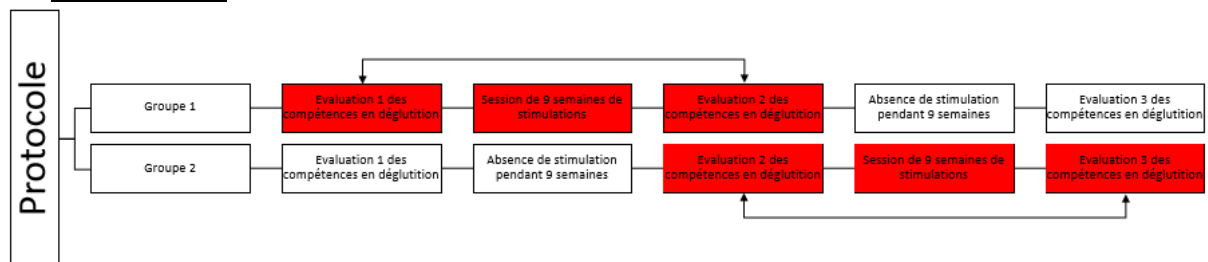 Protocole
Groupe 1
Evaluation 1 des
compétences en déglutition
Session de 9 semaines de
stimulations
Evaluation 2 des
compétences en déglutition
Absence de stimulation
pendant 9 semaines
Evaluation 3 des
compétences en déglutition
Groupe 2
Evaluation 1 des
compétences en déglutition
Absence de stimulation
pendant 9 semaines
Evaluation 2 des
compétences en déglutition
Session de 9 semaines de
stimulations
Evaluation 3 des
compétences en déglutition